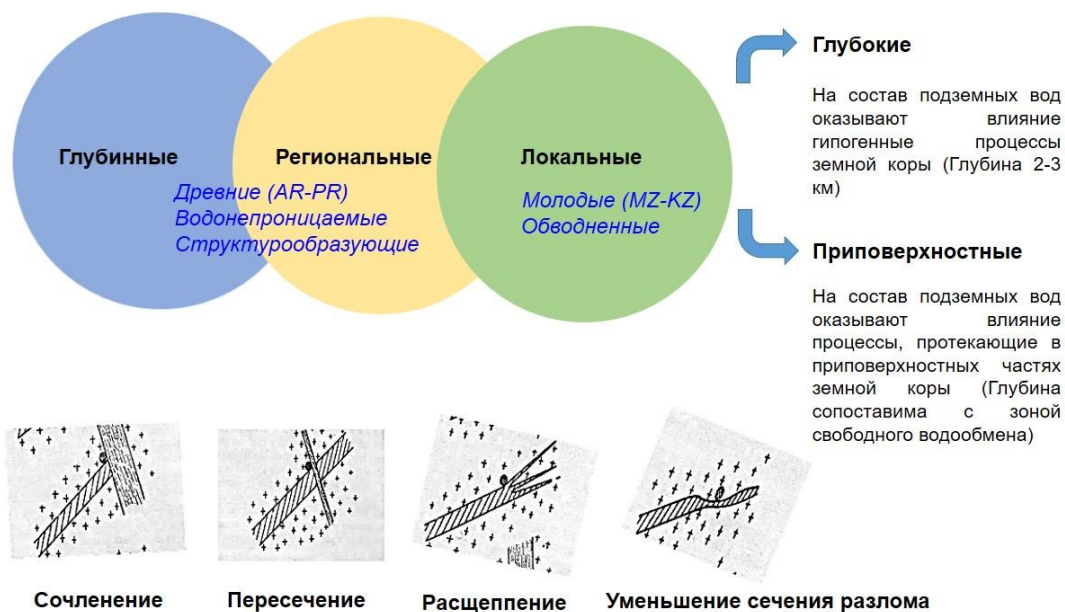 Глубинные
Региональные
Локальные
Древние (AR-PR)
Водонепроницаемые
Структурообразующие
Молодые (MZ-KZ)
Обводненные
Глубокие
На состав подземных вод
оказывают влияние
гипогенные процессы
земной коры (Глубина 2-3
км)
Приповерхностные
На состав подземных вод
оказывают влияние
процессы, протекающие в
приповерхностных частях
земной коры (Глубина
сопоставима с зоной
свободного водообмена)
Сочленение
Пересечение
Расщеппение
Уменьшение сечения разлома